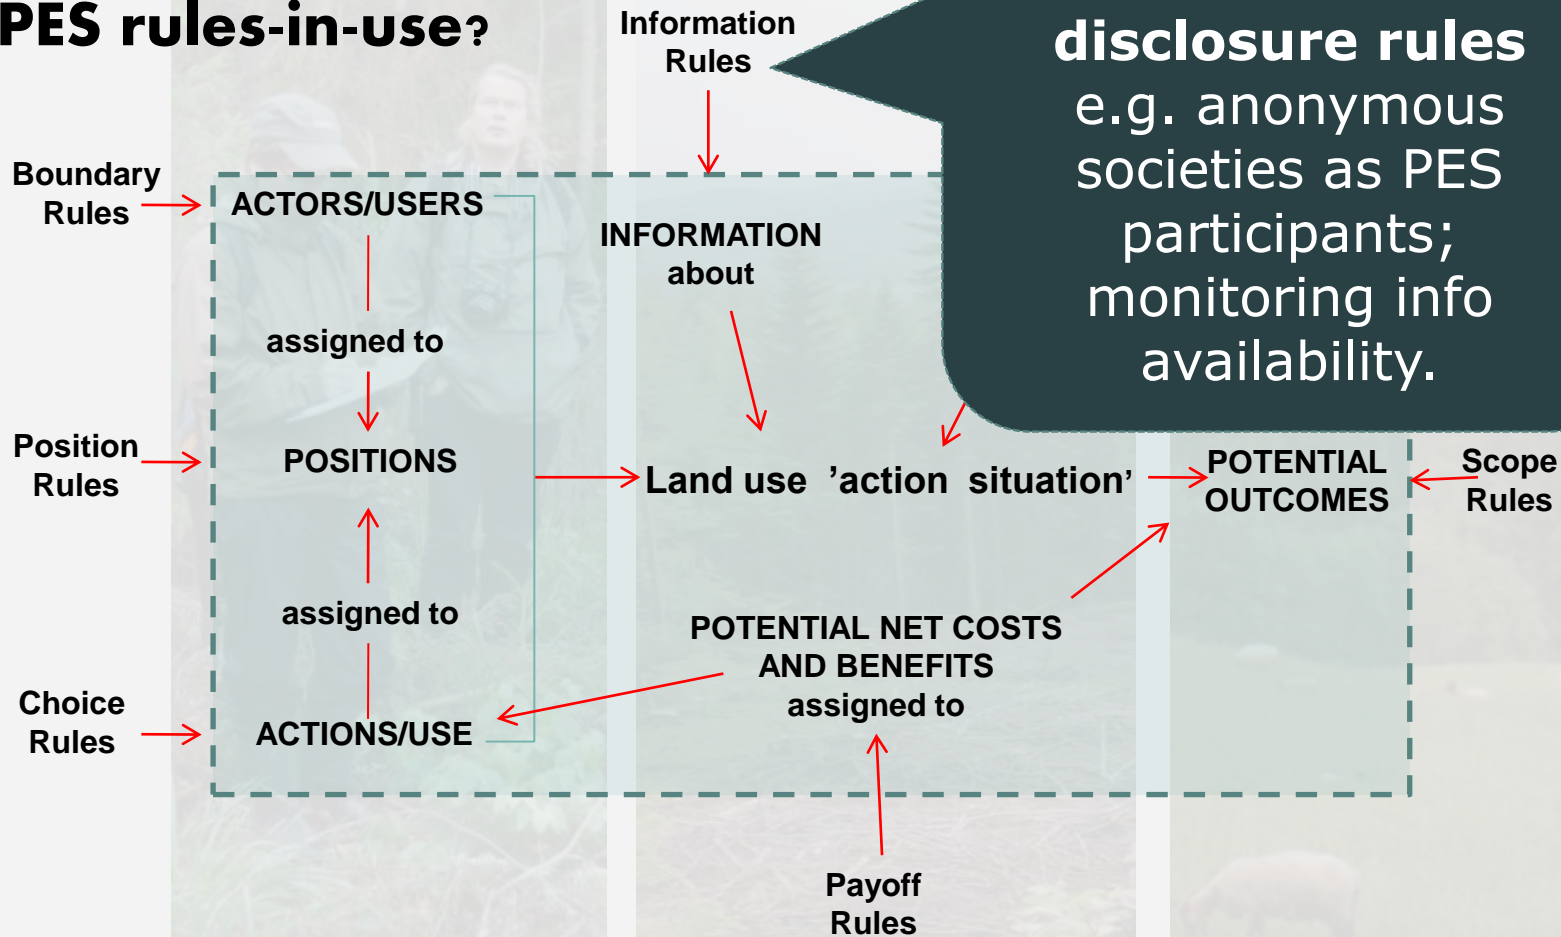 PES rules-in-use?
Information
Rules
disclosure rules
e.g. anonymous
societies as PES
participants;
monitoring info
availability.
Boundary
Rules
ACTORS/USERS
INFORMATION
about
assigned to
Position
Rules
POSITIONS
Land use ’action situation’
POTENTIAL
OUTCOMES
Scope
Rules
assigned to
POTENTIAL NET COSTS
AND BENEFITS
assigned to
Choice
Rules
ACTIONS/USE
Payoff
Rules